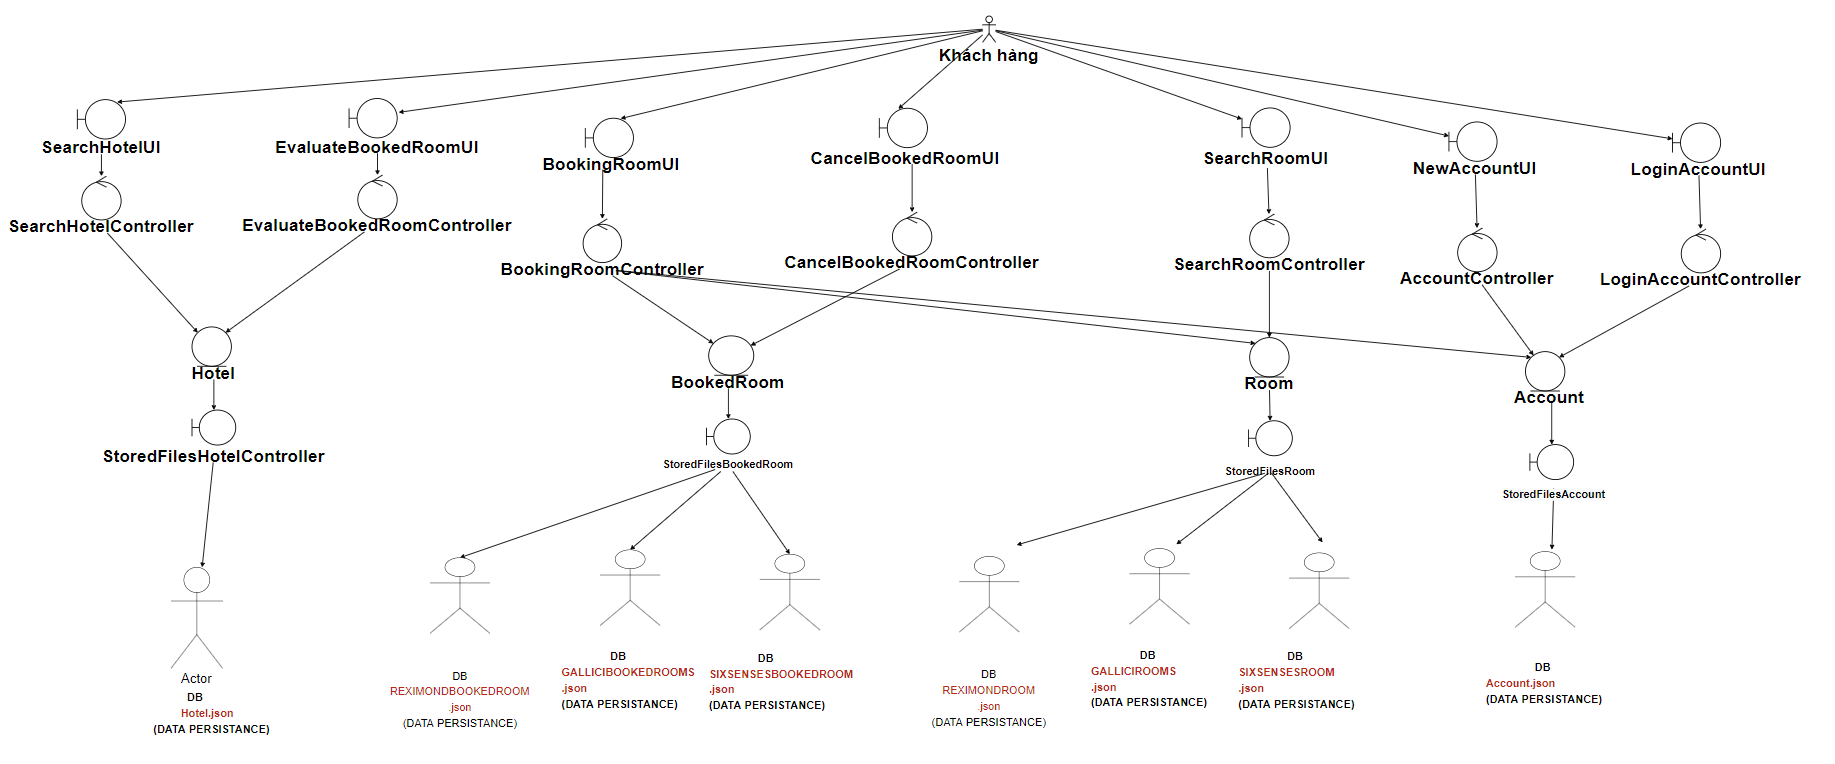 Khách hàng
SearchHotelUI
EvaluateBookedRoomUI
BookingRoomUI
CancelBookedRoomUI
SearchRoomUI
NewAccountUI
LoginAccountUI
SearchHotelController
EvaluateBookedRoomController
BookingRoomController
CancelBookedRoomController
SearchRoomController
AccountController
LoginAccountController
Hotel
BookedRoom
Room
Account
StoredFilesHotelController
StoredFilesBookedRoom
StoredFilesRoom
StoredFilesAccount
Actor
DB
Hotel.json
(DATA PERSISTANCE)
DB
REXIMONDBOOKEDROOM
.json
(DATA PERSISTANCE)
DB
GALLICIBOOKEDROOMS
.json
(DATA PERSISTANCE)
DB
SIXSENSESBOOKEDROOM
.json
(DATA PERSISTANCE)
DB
REXIMONDROOM
.json
(DATA PERSISTANCE)
DB
GALLICIROOMS
.json
(DATA PERSISTANCE)
DB
SIXSENSESROOM
.json
(DATA PERSISTANCE)
DB
Account.json
(DATA PERSISTANCE)